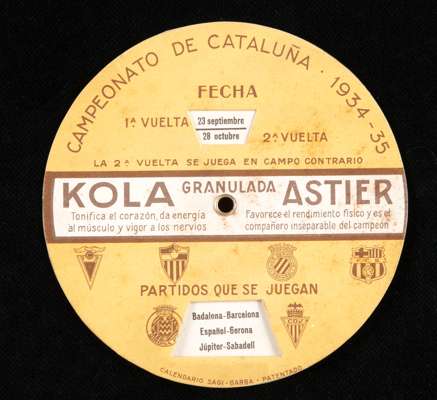 CAMPEONATO DE CATALUÑA · 1934-35
FECHA
1ª VUELTA
23 septiembre
28 octubre
2ª VUELTA
LA 2ª VUELTA SE JUEGA EN CAMPO CONTRARIO
KOLA GRANULADA ASTIER
Tonifica el corazón, da energía
al músculo y vigor a los nervios
Favorece el rendimiento físico y es el
compañero inseparable del campeón
PARTIDOS QUE SE JUEGAN
Badalona-Barcelona
Español-Gerona
Júpiter-Sabadell
CALENDARIO SAGI-BARBA · PATENTADO